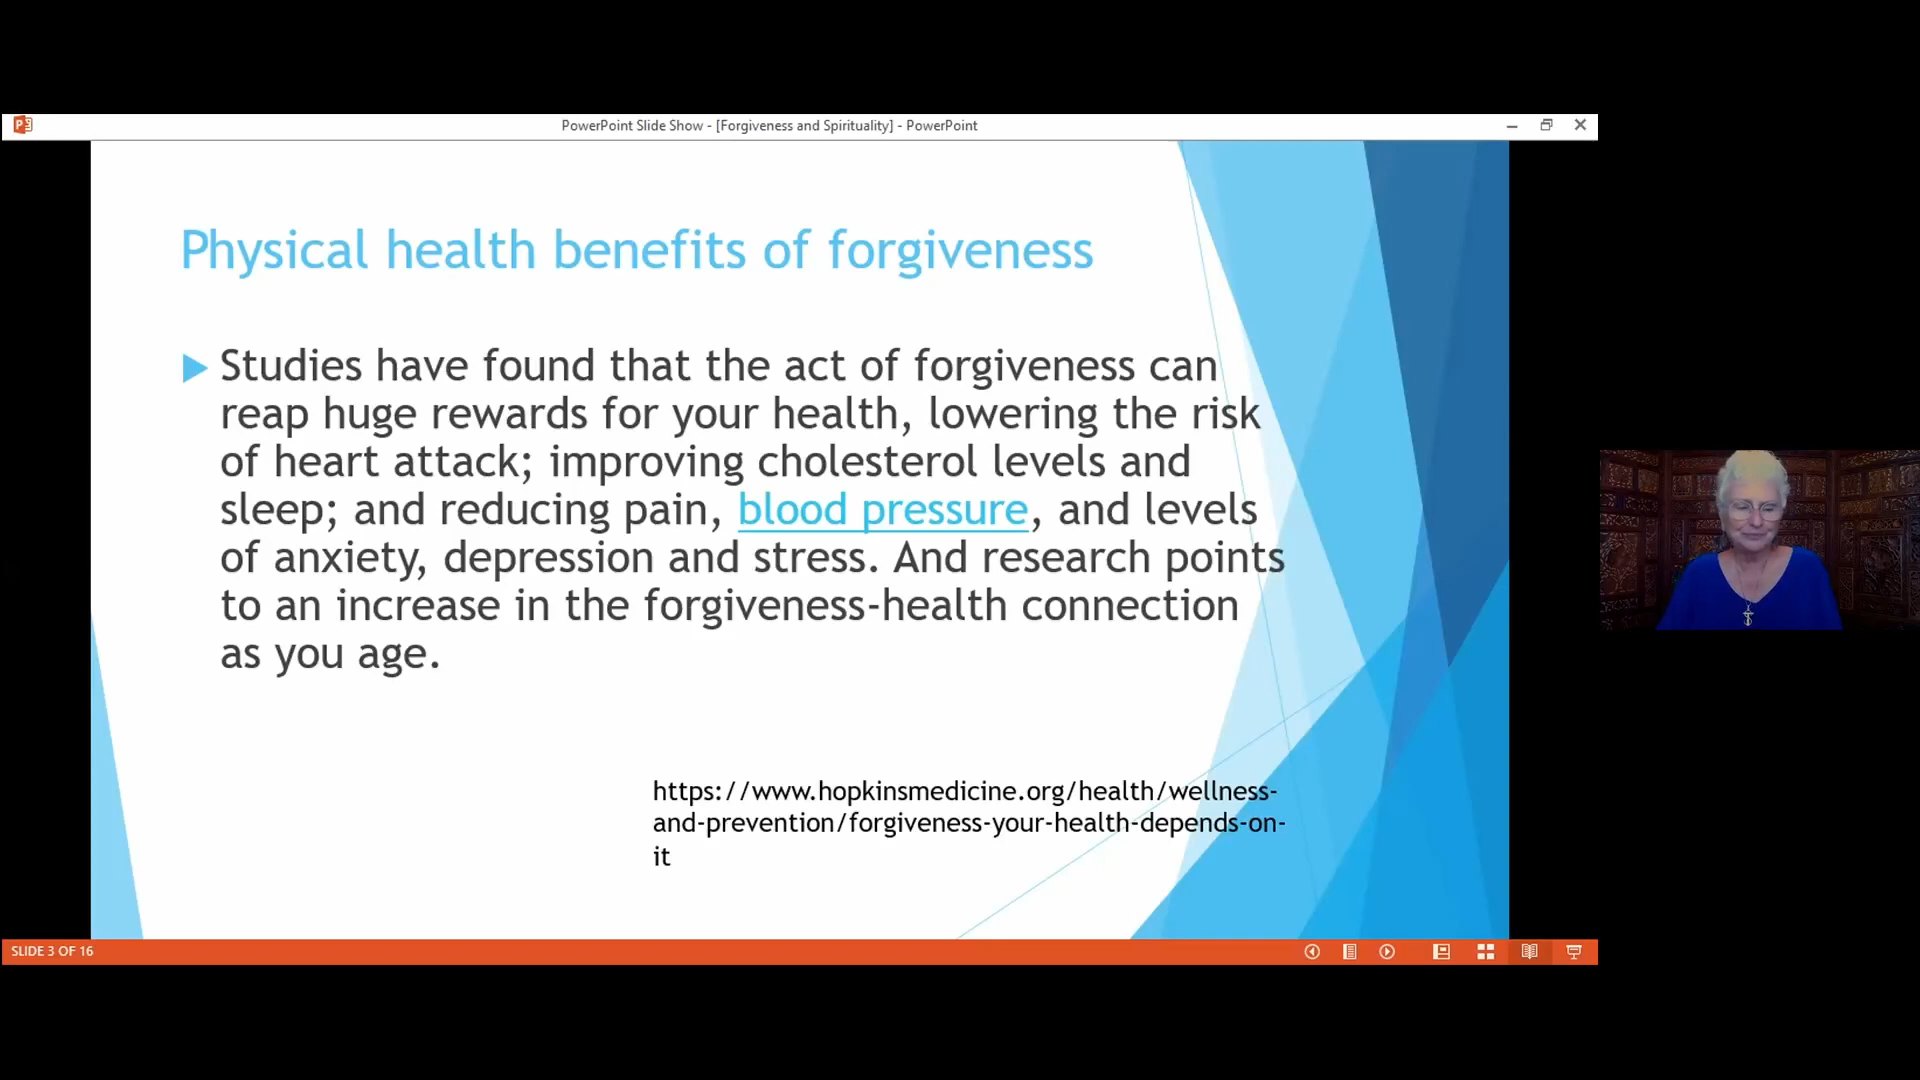 PowerPoint Slide Show - [Forgiveness and Spirituality] - PowerPoint
Physical health benefits of forgiveness
Studies have found that the act of forgiveness can
reap huge rewards for your health, lowering the risk
of heart attack; improving cholesterol levels and
sleep; and reducing pain, blood pressure, and levels
of anxiety, depression and stress. And research points
to an increase in the forgiveness-health connection
as you age.
https://www.hopkinsmedicine.org/health/wellness-
and-prevention/forgiveness-your-health-depends-on-
it
SLIDE 3 OF 16